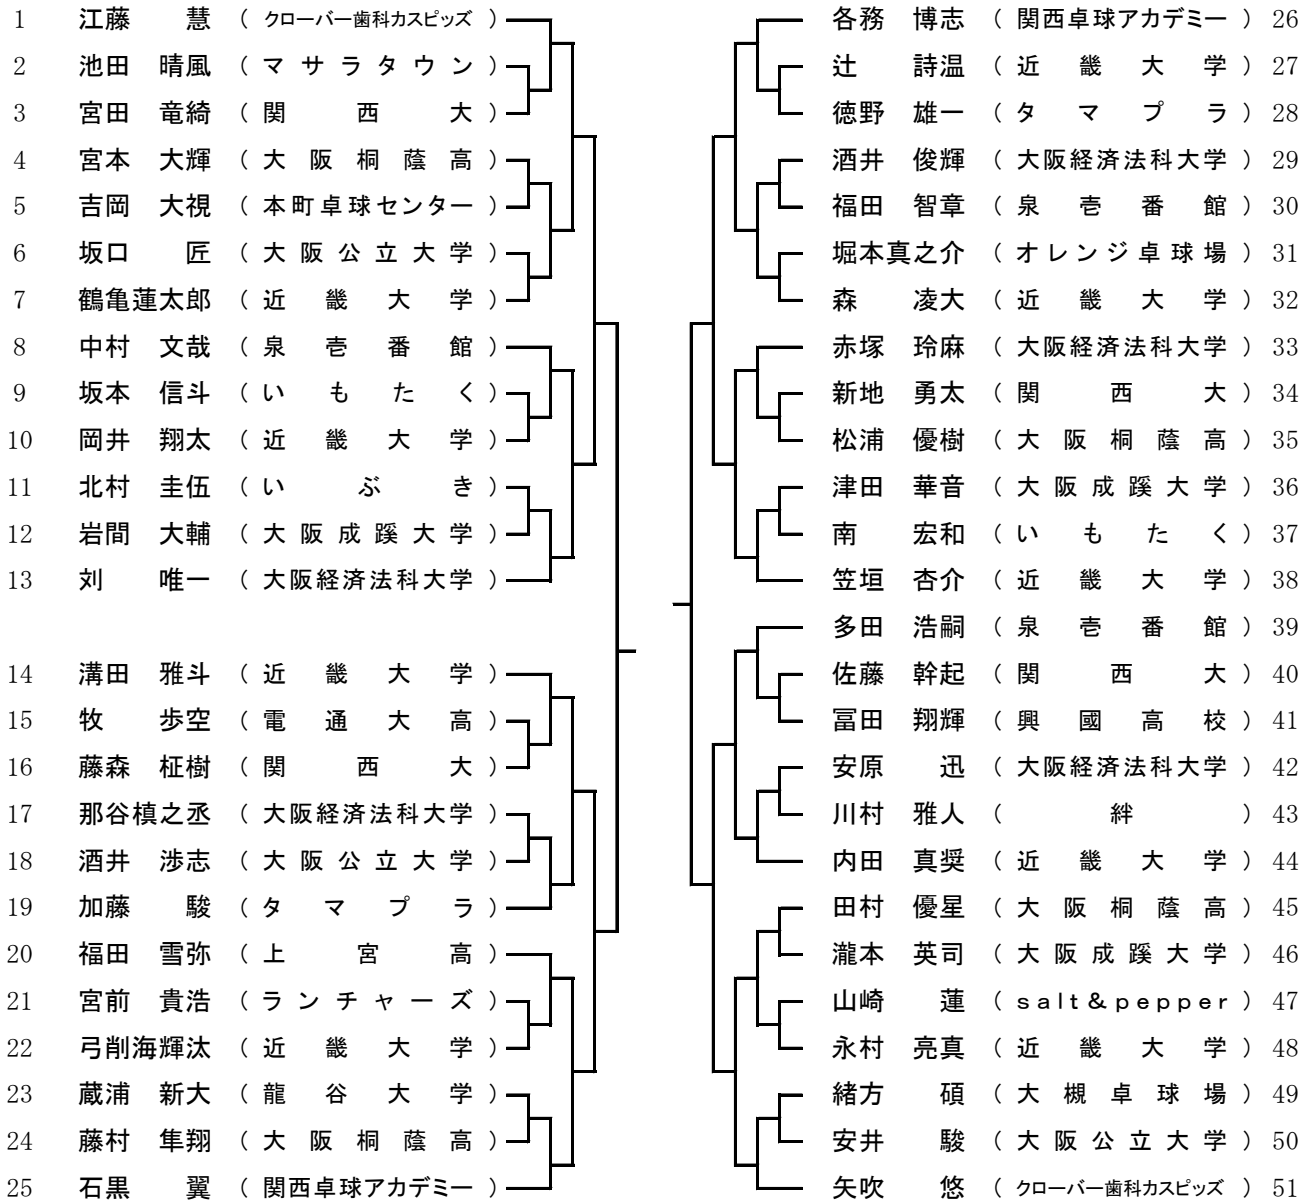 1 江藤 慧 （クローバー歯科カスピッズ）
2 池田 晴風 （マサラタウン）
3 宮田 竜綺 （関西大）
4 宮本 大輝 （大阪桐蔭高）
5 吉岡 大視 （本町卓球センター）
6 坂口 匠 （大阪公立大学）
7 鶴亀蓮太郎 （近畿大学）
8 中村 文哉 （泉壱番館）
9 坂本 信斗 （いもたく）
10 岡井 翔太 （近畿大学）
11 北村 圭伍 （いぶき）
12 岩間 大輔 （大阪成蹊大学）
13 刘 唯一 （大阪経済法科大学）
14 溝田 雅斗 （近畿大学）
15 牧 歩空 （電通大高）
16 藤森 柾樹 （関西大）
17 那谷槙之丞 （大阪経済法科大学）
18 酒井 渉志 （大阪公立大学）
19 加藤 駿 （タマプラ）
20 福田 雪弥 （上宮高）
21 宮前 貴浩 （ランチャーズ）
22 弓削海輝汰 （近畿大学）
23 蔵浦 新大 （龍谷大学）
24 藤村 隼翔 （大阪桐蔭高）
25 石黒 翼 （関西卓球アカデミー）
各務 博志 （関西卓球アカデミー） 26
辻 詩温 （近畿大学） 27
徳野 雄一 （タマプラ） 28
酒井 俊輝 （大阪経済法科大学） 29
福田 智章 （泉壱番館） 30
堀本真之介 （オレンジ卓球場） 31
森 凌大 （近畿大学） 32
赤塚 玲麻 （大阪経済法科大学） 33
新地 勇太 （関西大） 34
松浦 優樹 （大阪桐蔭高） 35
津田 華音 （大阪成蹊大学） 36
南 宏和 （いもたく） 37
笠垣 杏介 （近畿大学） 38
多田 浩嗣 （泉壱番館） 39
佐藤 幹起 （関西大） 40
冨田 翔輝 （興國高校） 41
安原 迅 （大阪経済法科大学） 42
川村 雅人 （絆） 43
内田 真奨 （近畿大学） 44
田村 優星 （大阪桐蔭高） 45
瀧本 英司 （大阪成蹊大学） 46
山崎 蓮 （salt&pepper） 47
永村 亮真 （近畿大学） 48
緒方 碩 （大槻卓球場） 49
安井 駿 （大阪公立大学） 50
矢吹 悠 （クローバー歯科カスピッズ） 51